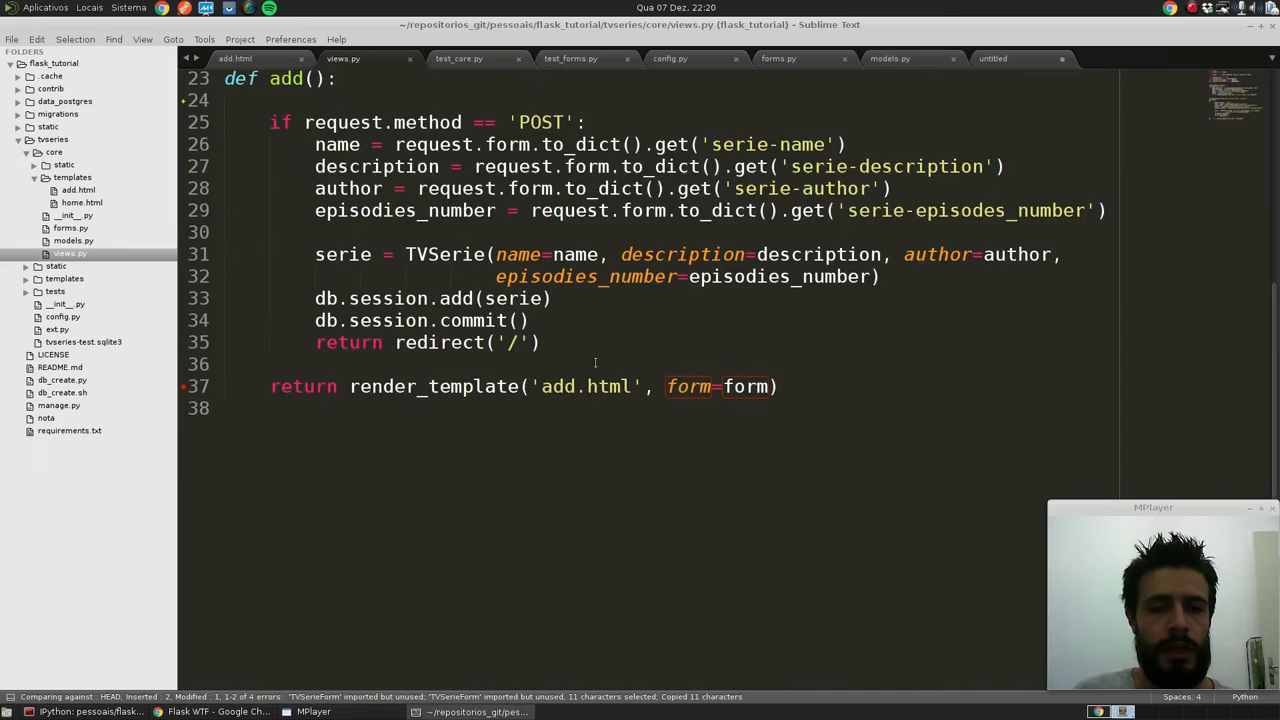 Aplicativos Locais Sistema
Qua 07 Dez, 22:20
~/repositorios_git/pessoais/flask_tutorial/tvseries/core/views.py (flask_tutorial) - Sublime Text
File Edit Selection Find View Goto Tools Project Preferences Help
FOLDERS
flask_tutorial
.cache
contrib
data_postgres
migrations
static
tvseries
core
static
templates
add.html
home.html
__init__.py
forms.py
models.py
views.py
static
templates
tests
__init__.py
config.py
ext.py
tvseries-test.sqlite3
LICENSE
README.md
db_create.py
db_create.sh
manage.py
nota
requirements.txt
add.html views.py test_core.py test_forms.py config.py forms.py models.py untitled
23 def add():
24
25 if request.method == 'POST':
26 name = request.form.to_dict().get('serie-name')
27 description = request.form.to_dict().get('serie-description')
28 author = request.form.to_dict().get('serie-author')
29 episodies_number = request.form.to_dict().get('serie-episodes_number')
30
31 serie = TVSerie(name=name, description=description, author=author,
32 episodies_number=episodies_number)
33 db.session.add(serie)
34 db.session.commit()
35 return redirect('/')
36
37 return render_template('add.html', form=form)
38
MPlayer
Comparing against : HEAD, Inserted : 2, Modified : 1, 1-2 of 4 errors: 'TVSerieForm' imported but unused; 'TVSerieForm' imported but unused, 11 characters selected; Copied 11 characters
Spaces: 4 Python
IPython: pessoais/flask... Flask WTF - Google Ch... MPlayer ~/repositorios_git/pes...